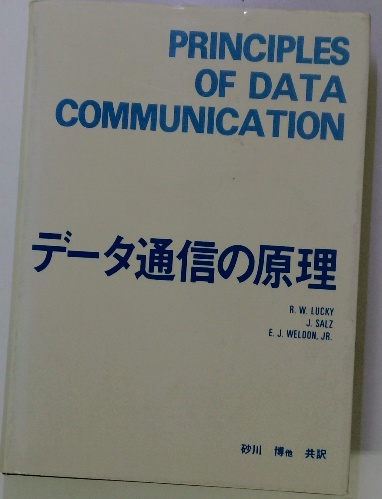 PRINCIPLES
OF DATA
COMMUNICATION
データ通信の原理
R. W. LUCKY
J. SALZ
E. J. WELDON, JR.
砂川 博他 共訳